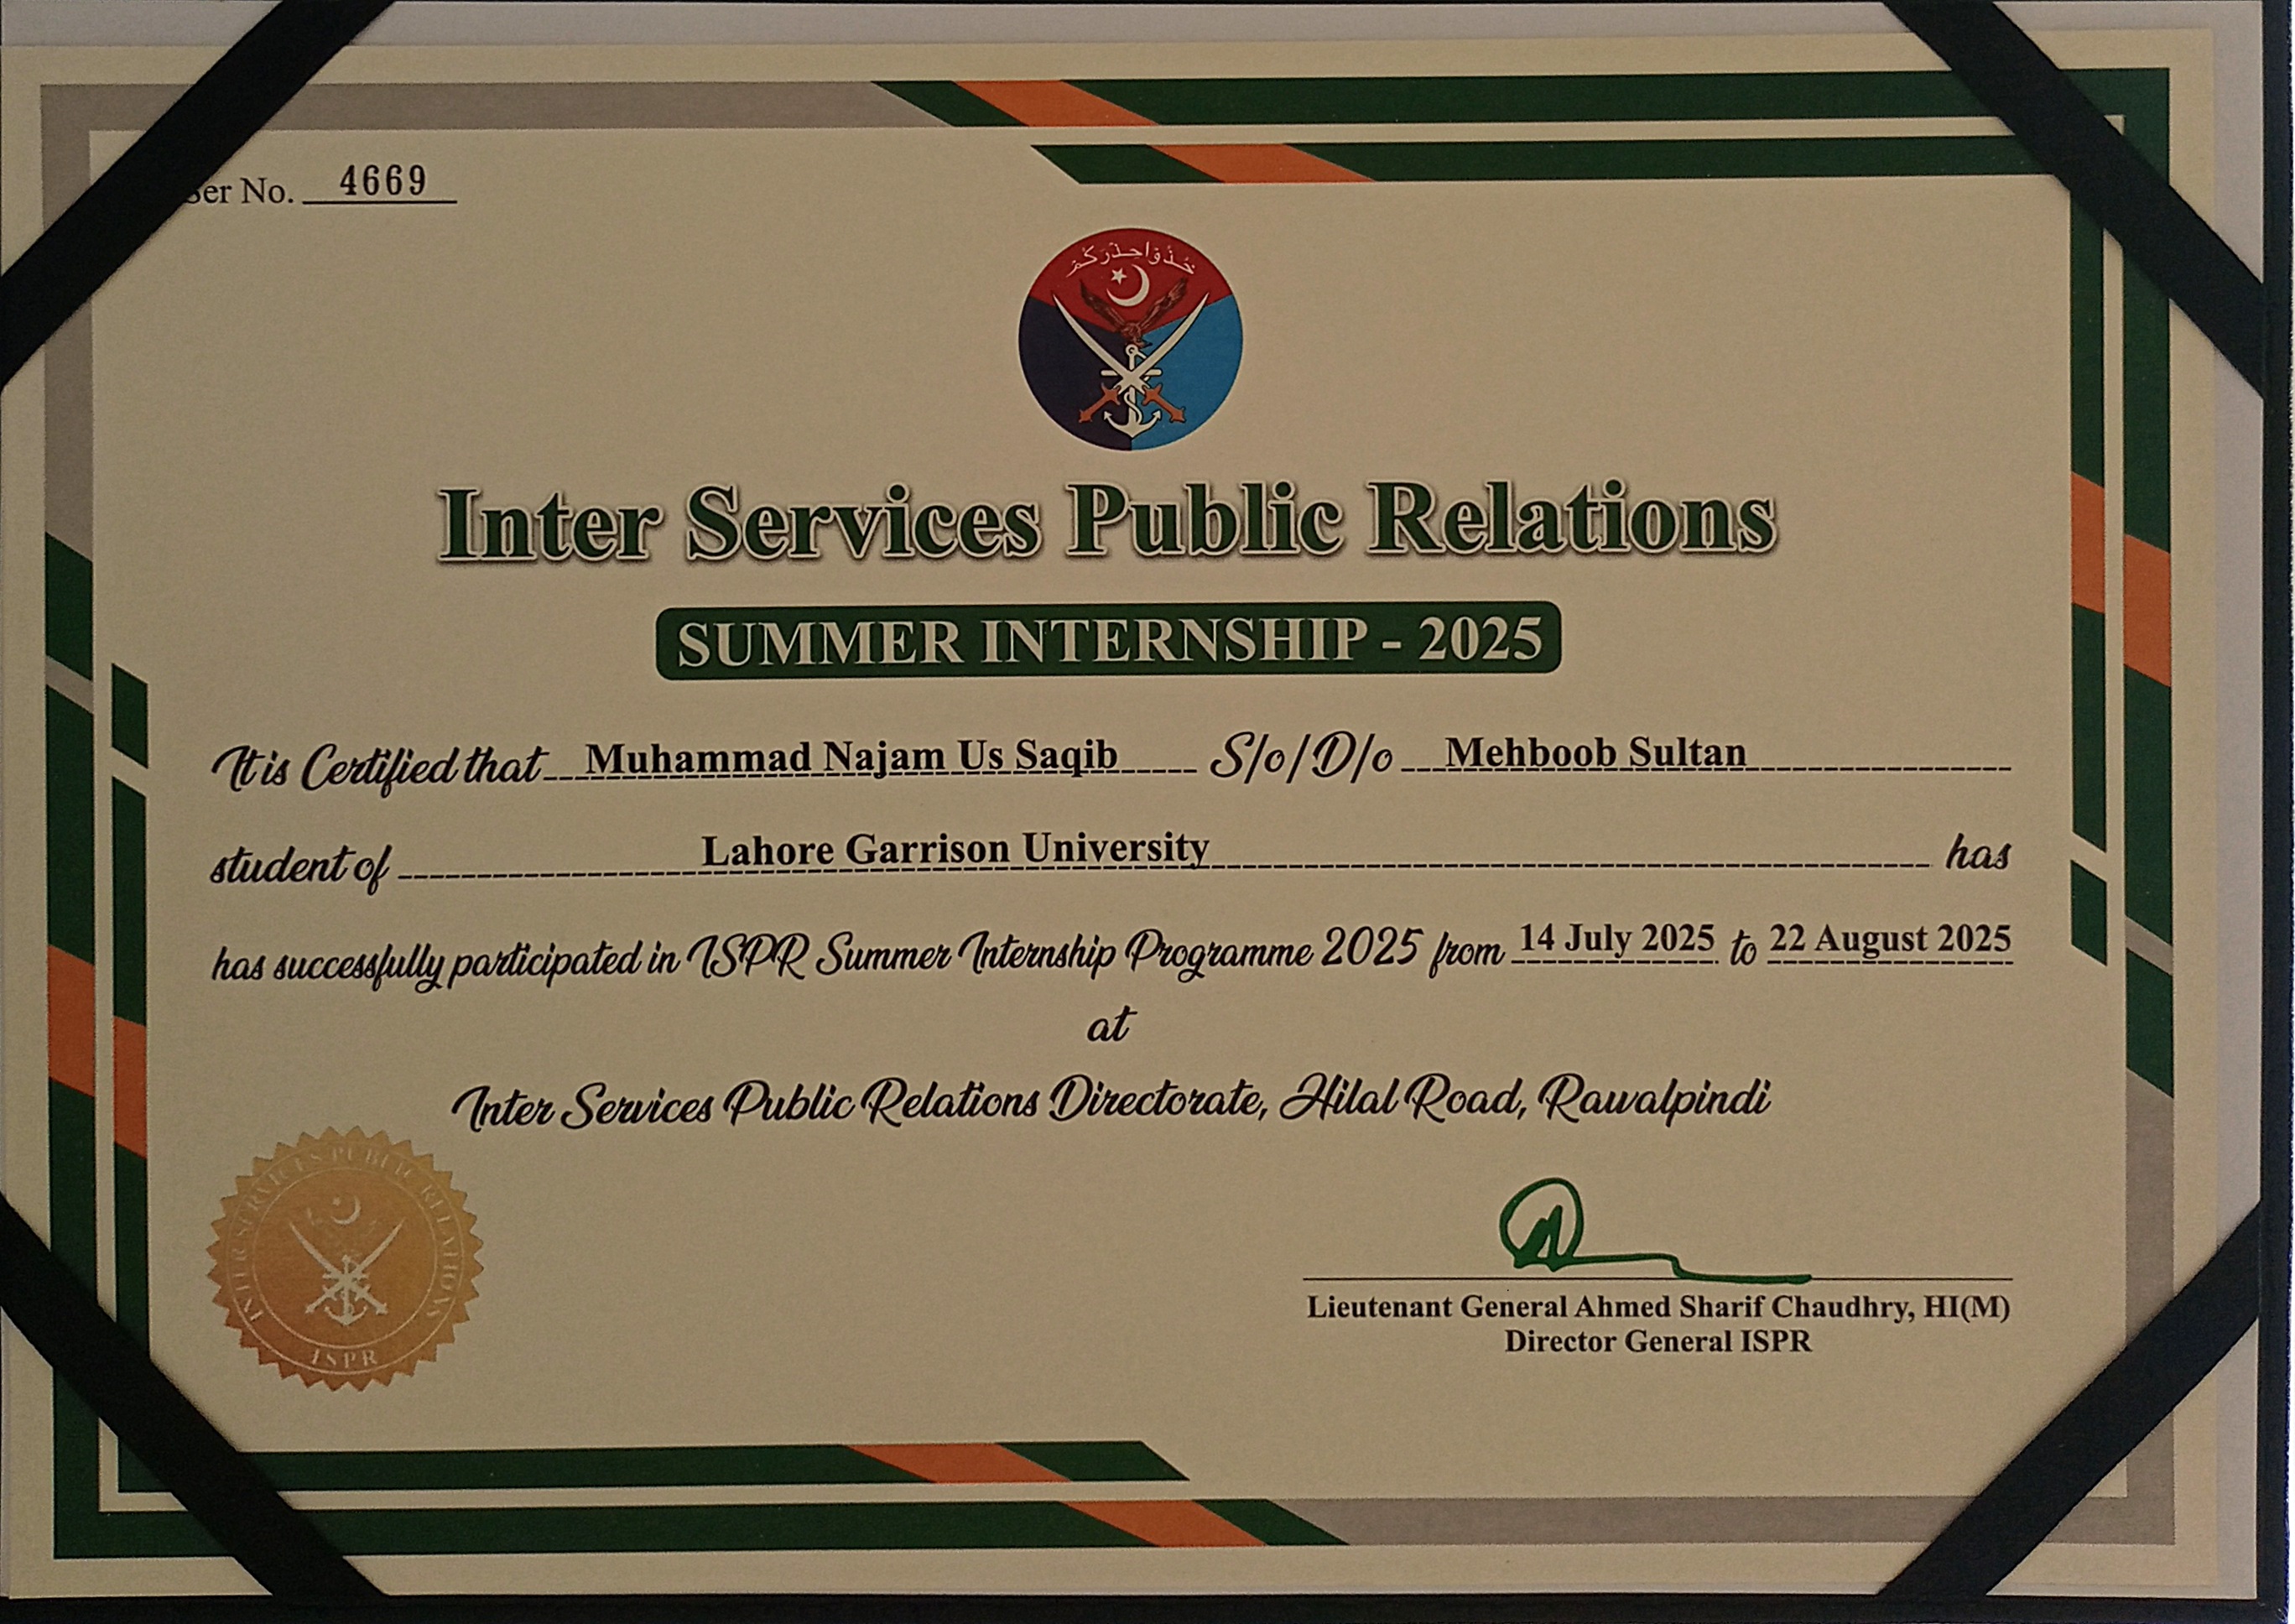 Ser No. 4669
خُذُوا حِذْرَكُمْ
Inter Services Public Relations
SUMMER INTERNSHIP - 2025
It is Certified that Muhammad Najam Us Saqib S/o/D/o Mehboob Sultan
student of Lahore Garrison University has
has successfully participated in ISPR Summer Internship Programme 2025 from 14 July 2025 to 22 August 2025
at
Inter Services Public Relations Directorate, Hilal Road, Rawalpindi
INTER SERVICES PUBLIC RELATIONS
ISPR
Lieutenant General Ahmed Sharif Chaudhry, HI(M)
Director General ISPR